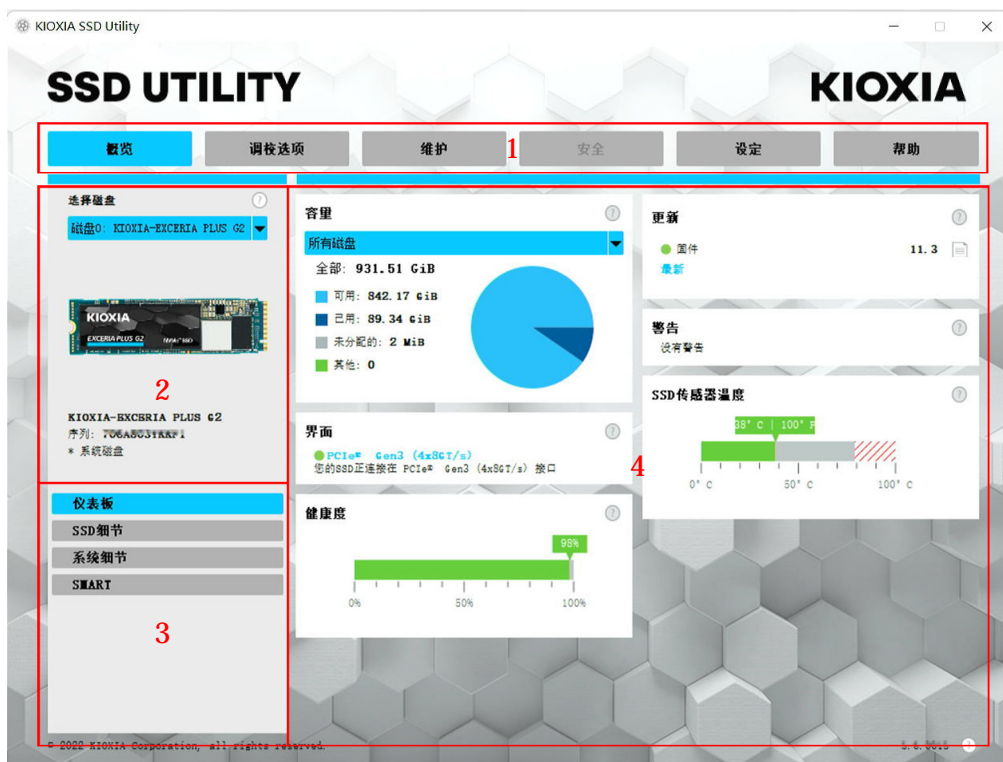 KIOXIA SSD Utility
SSD UTILITY
KIOXIA
概览 调校选项 维护 1 安全 设定 帮助
选择磁盘
磁盘0: KIOXIA-EXCERIA PLUS G2
KIOXIA
EXCERIA PLUS G2
NVMe™ SSD
2
KIOXIA-EXCERIA PLUS G2
序列:
* 系统磁盘
仪表板
SSD细节
系统细节
SMART
3
容量
所有磁盘
全部: 931.51 GiB
可用: 842.17 GiB
已用: 89.34 GiB
未分配的: 2 MiB
其他: 0
界面
PCIe® Gen3 (4x8GT/s)
您的SSD正连接在 PCIe® Gen3 (4x8GT/s) 接口
健康度
98%
0% 50% 100%
4
更新
固件 11.3
最新
警告
没有警告
SSD传感器温度
38° C | 100° F
0° C 50° C 100° C
© 2022 KIOXIA Corporation, all rights reserved.